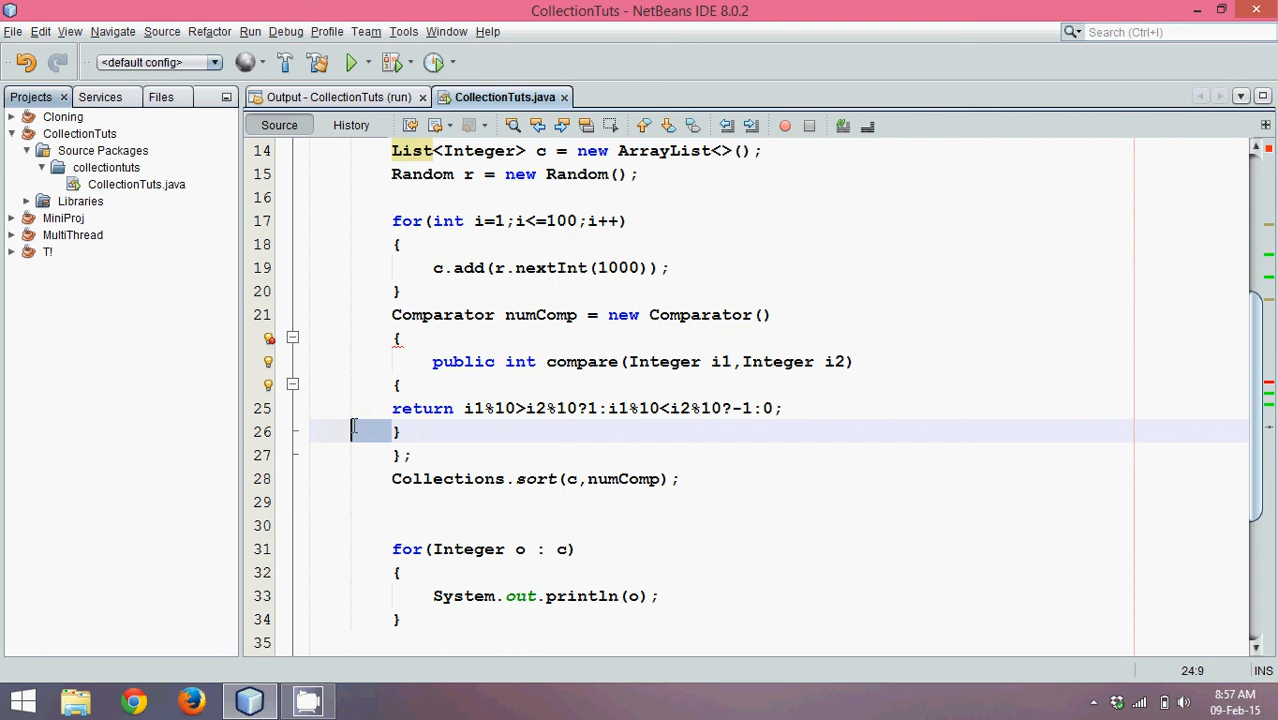 CollectionTuts - NetBeans IDE 8.0.2
File Edit View Navigate Source Refactor Run Debug Profile Team Tools Window Help
Search (Ctrl+I)
<default config>
Projects Services Files
Output - CollectionTuts (run) CollectionTuts.java
Source History
Cloning
CollectionTuts
Source Packages
collectiontuts
CollectionTuts.java
Libraries
MiniProj
MultiThread
T!
14 List<Integer> c = new ArrayList<>();
15 Random r = new Random();
16
17 for(int i=1;i<=100;i++)
18 {
19 c.add(r.nextInt(1000));
20 }
21 Comparator numComp = new Comparator()
{
public int compare(Integer i1,Integer i2)
{
25 return i1%10>i2%10?1:i1%10<i2%10?-1:0;
26 }
27 };
28 Collections.sort(c,numComp);
29
30
31 for(Integer o : c)
32 {
33 System.out.println(o);
34 }
35
24:9 INS
8:57 AM
09-Feb-15